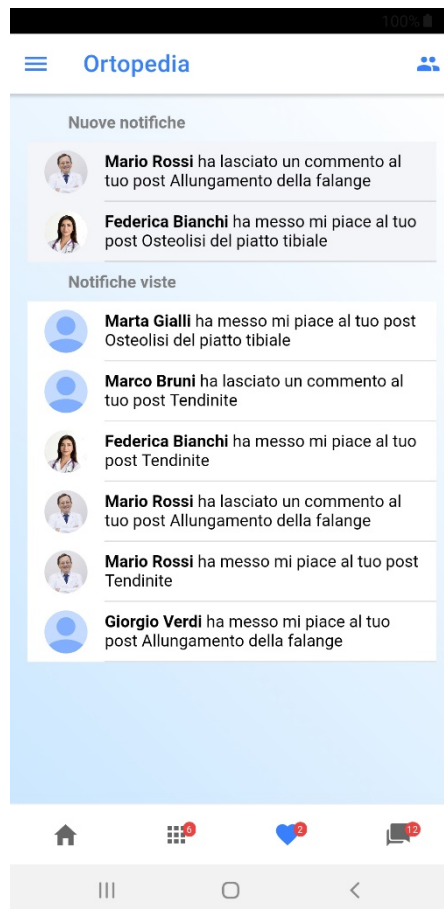 100%
Ortopedia
Nuove notifiche
Mario Rossi ha lasciato un commento al
tuo post Allungamento della falange
Federica Bianchi ha messo mi piace al tuo
post Osteolisi del piatto tibiale
Notifiche viste
Marta Gialli ha messo mi piace al tuo post
Osteolisi del piatto tibiale
Marco Bruni ha lasciato un commento al
tuo post Tendinite
Federica Bianchi ha messo mi piace al tuo
post Tendinite
Mario Rossi ha lasciato un commento al
tuo post Allungamento della falange
Mario Rossi ha messo mi piace al tuo post
Tendinite
Giorgio Verdi ha messo mi piace al tuo
post Allungamento della falange
6 2 12